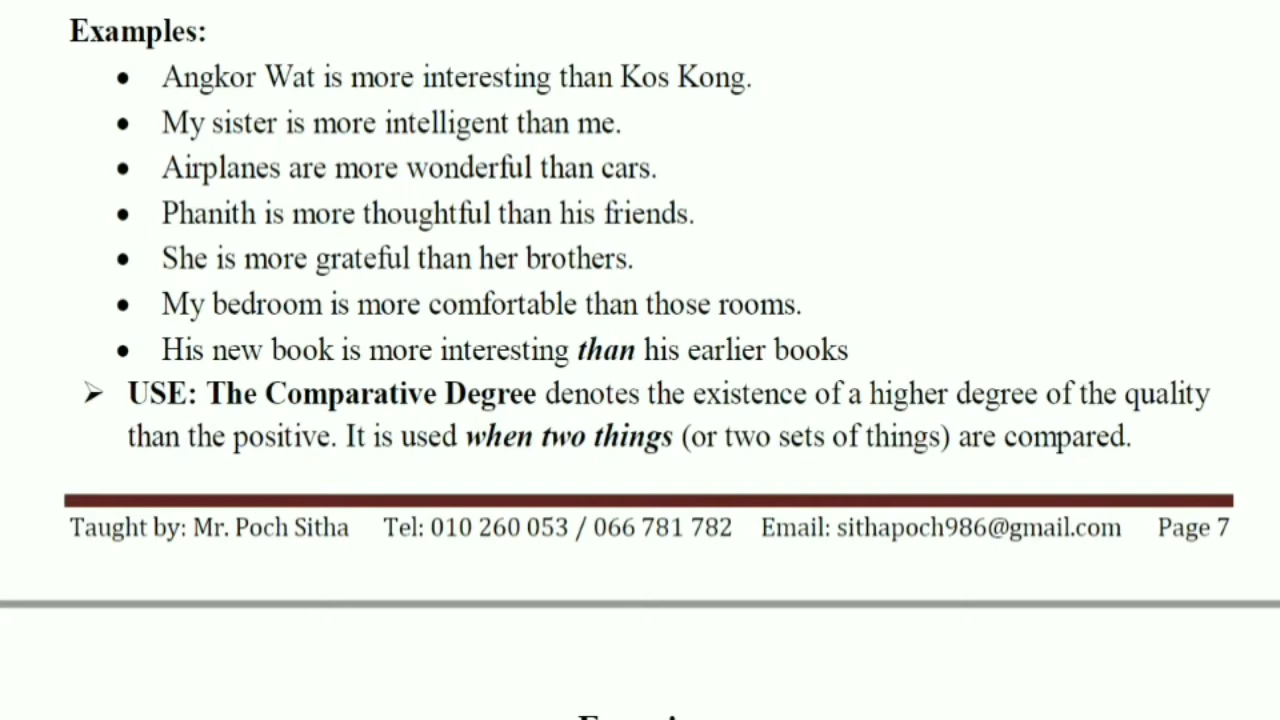 Examples:
• Angkor Wat is more interesting than Kos Kong.
• My sister is more intelligent than me.
• Airplanes are more wonderful than cars.
• Phanith is more thoughtful than his friends.
• She is more grateful than her brothers.
• My bedroom is more comfortable than those rooms.
• His new book is more interesting than his earlier books
➢ USE: The Comparative Degree denotes the existence of a higher degree of the quality
than the positive. It is used when two things (or two sets of things) are compared.
Taught by: Mr. Poch Sitha Tel: 010 260 053 / 066 781 782 Email: sithapoch986@gmail.com Page 7